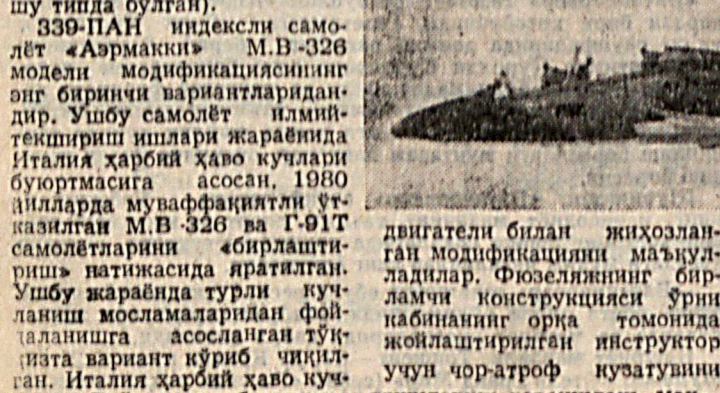 шу типда булган).
339-ПАН индексли само-
лёт «Аэрмакки» М.В-326
модели модификациясининг
энг биринчи вариантларидан-
дир. Ушбу самолёт илмий-
текшириш ишлари жараёнида
Италия ҳарбий ҳаво кучлари
буюртмасига асосан, 1980
йилларда муваффақиятли ўт-
казилган М.В-326 ва Г-91Т
самолётларини «бирлашти-
риш» натижасида яратилган.
Ушбу жараёнда турли куч-
ланиш мосламаларидан фой-
даланишга асосланган тўқ-
қизта вариант кўриб чиқил-
ган. Италия ҳарбий ҳаво куч-
двигатели билан жиҳозлан-
ган модификацияни маъқул-
ладилар. Фюзеляжнинг бир-
ламчи конструкцияси ўрни
кабинанинг орқа томонида
жойлаштирилган инструктор
учун чор-атроф кузатувини